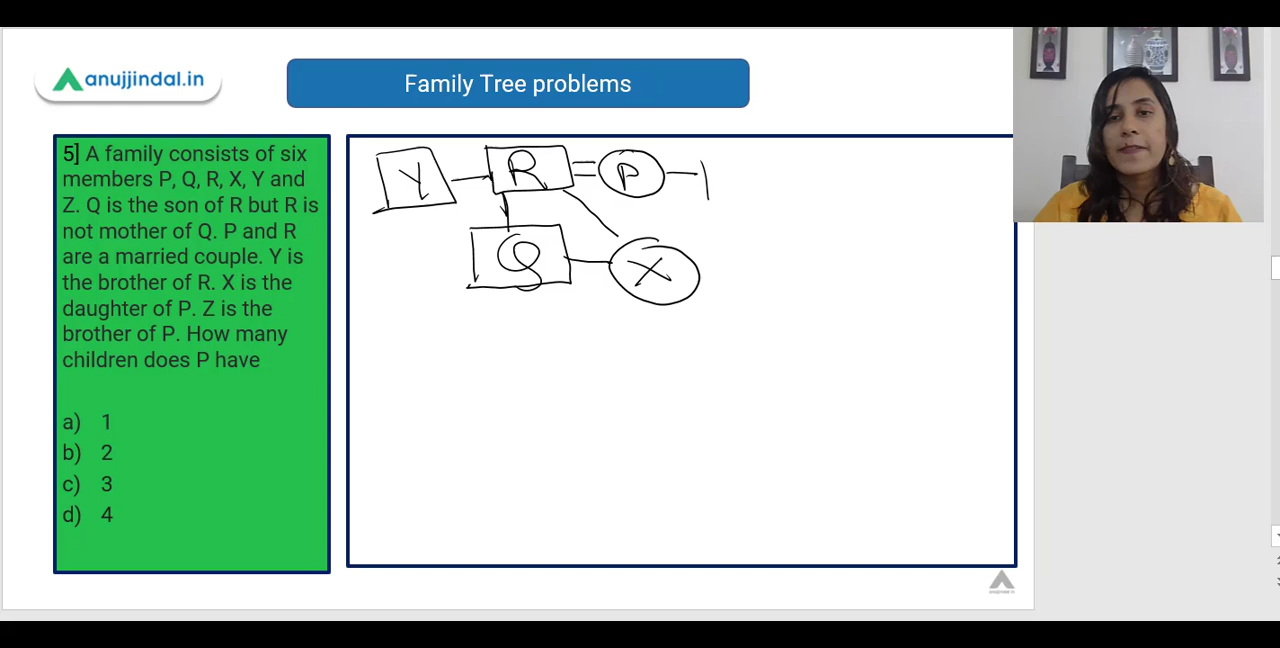 anujjindal.in
Family Tree problems
5] A family consists of six
members P, Q, R, X, Y and
Z. Q is the son of R but R is
not mother of Q. P and R
are a married couple. Y is
the brother of R. X is the
daughter of P. Z is the
brother of P. How many
children does P have
a) 1
b) 2
c) 3
d) 4
Y R = P
Q X